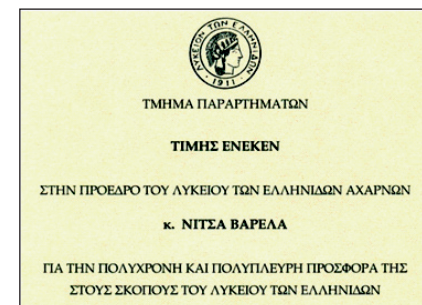 ΛΥΚΕΙΟΝ ΤΩΝ ΕΛΛΗΝΙΔΩΝ
· 1911 ·
ΤΜΗΜΑ ΠΑΡΑΡΤΗΜΑΤΩΝ
ΤΙΜΗΣ ΕΝΕΚΕΝ
ΣΤΗΝ ΠΡΟΕΔΡΟ ΤΟΥ ΛΥΚΕΙΟΥ ΤΩΝ ΕΛΛΗΝΙΔΩΝ ΑΧΑΡΝΩΝ
κ. ΝΙΤΣΑ ΒΑΡΕΛΑ
ΓΙΑ ΤΗΝ ΠΟΛΥΧΡΟΝΗ ΚΑΙ ΠΟΛΥΠΛΕΥΡΗ ΠΡΟΣΦΟΡΑ ΤΗΣ
ΣΤΟΥΣ ΣΚΟΠΟΥΣ ΤΟΥ ΛΥΚΕΙΟΥ ΤΩΝ ΕΛΛΗΝΙΔΩΝ